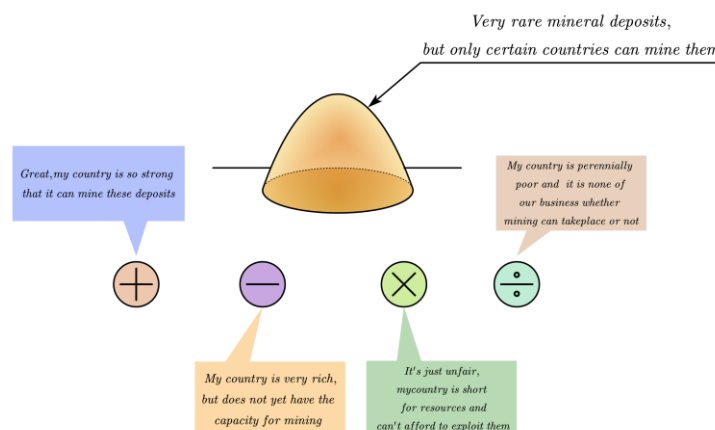 Very rare mineral deposits,
but only certain countries can mine them
Great,my country is so strong
that it can mine these deposits
My country is perennially
poor and it is none of
our business whether
mining can takeplace or not
My country is very rich,
but does not yet have the
capacity for mining
It's just unfair,
mycountry is short
for resources and
can't afford to exploit them